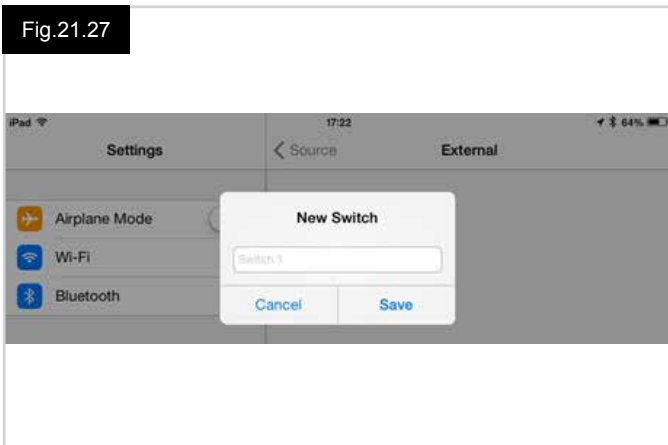 Fig.21.27
iPad 17:22 64%
Settings < Source External
New Switch
Airplane Mode
Switch 1
Wi-Fi
Cancel Save
Bluetooth